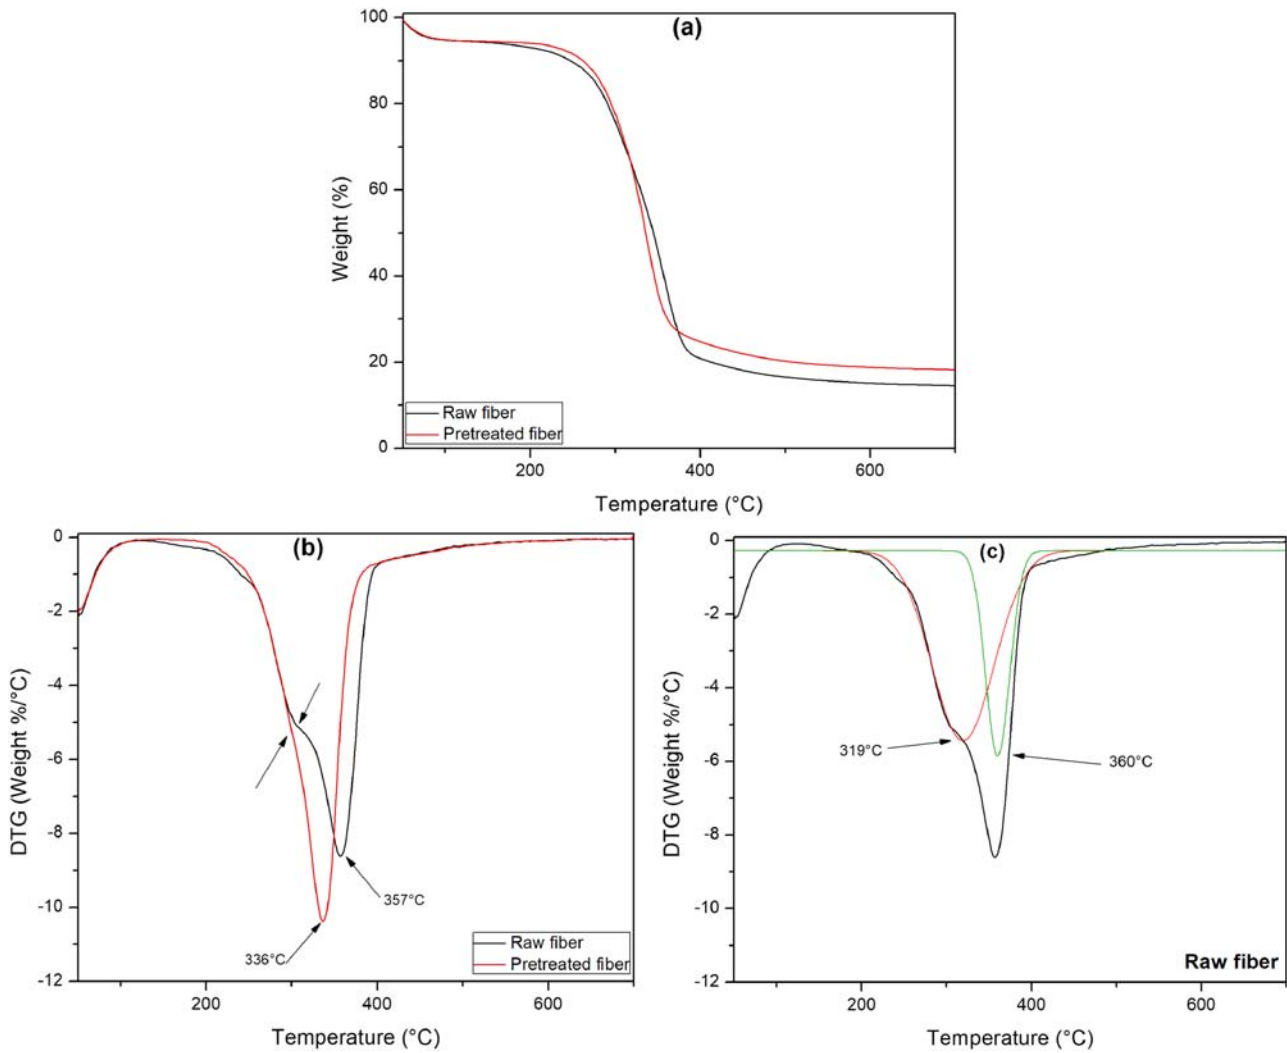 (a)
100
80
60
40
20
0
Weight (%)
Raw fiber
Pretreated fiber
200
400
600
Temperature (°C)
(b)
0
-2
-4
-6
-8
-10
-12
DTG (Weight %/°C)
357°C
336°C
Raw fiber
Pretreated fiber
200
400
600
Temperature (°C)
(c)
0
-2
-4
-6
-8
-10
-12
DTG (Weight %/°C)
319°C
360°C
Raw fiber
200
400
600
Temperature (°C)